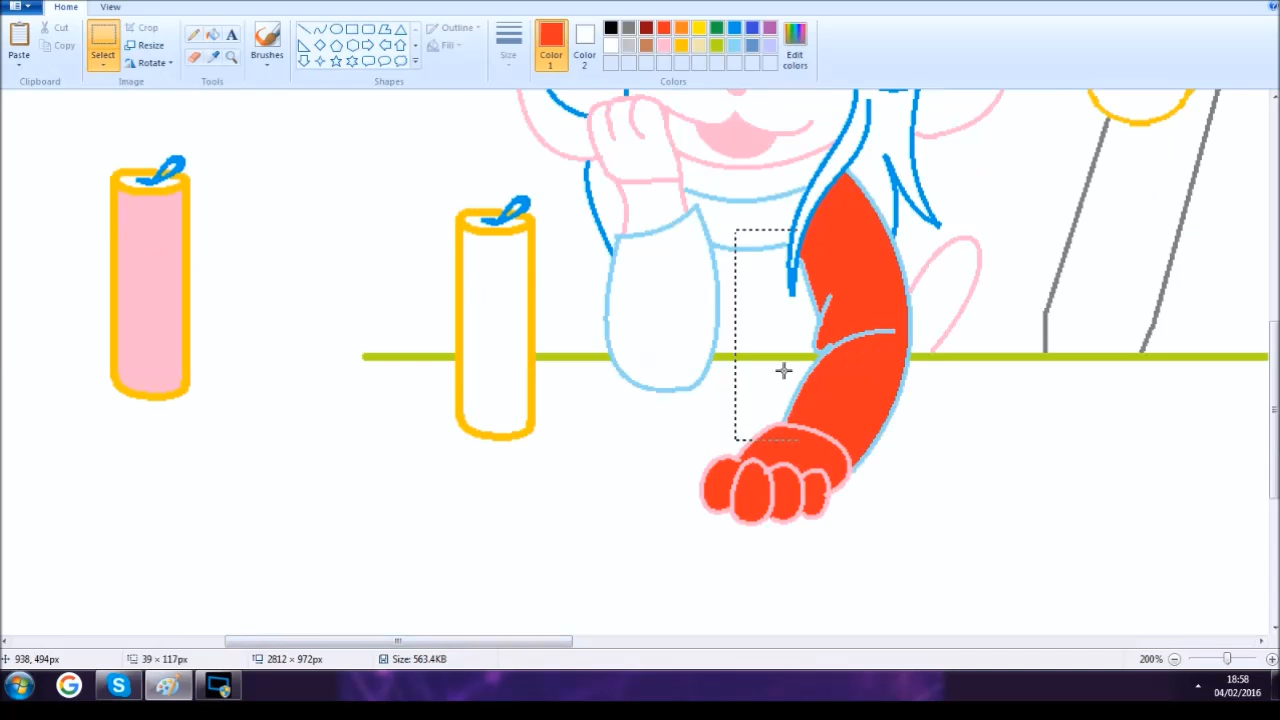 Home View
Paste
Cut
Copy
Clipboard
Select
Crop
Resize
Rotate
Image
A
Tools
Brushes
Outline
Fill
Shapes
Size
Color
1
Color
2
Edit
colors
Colors
938, 494px 39 × 117px 2812 × 972px Size: 563.4KB 200%
18:58
04/02/2016